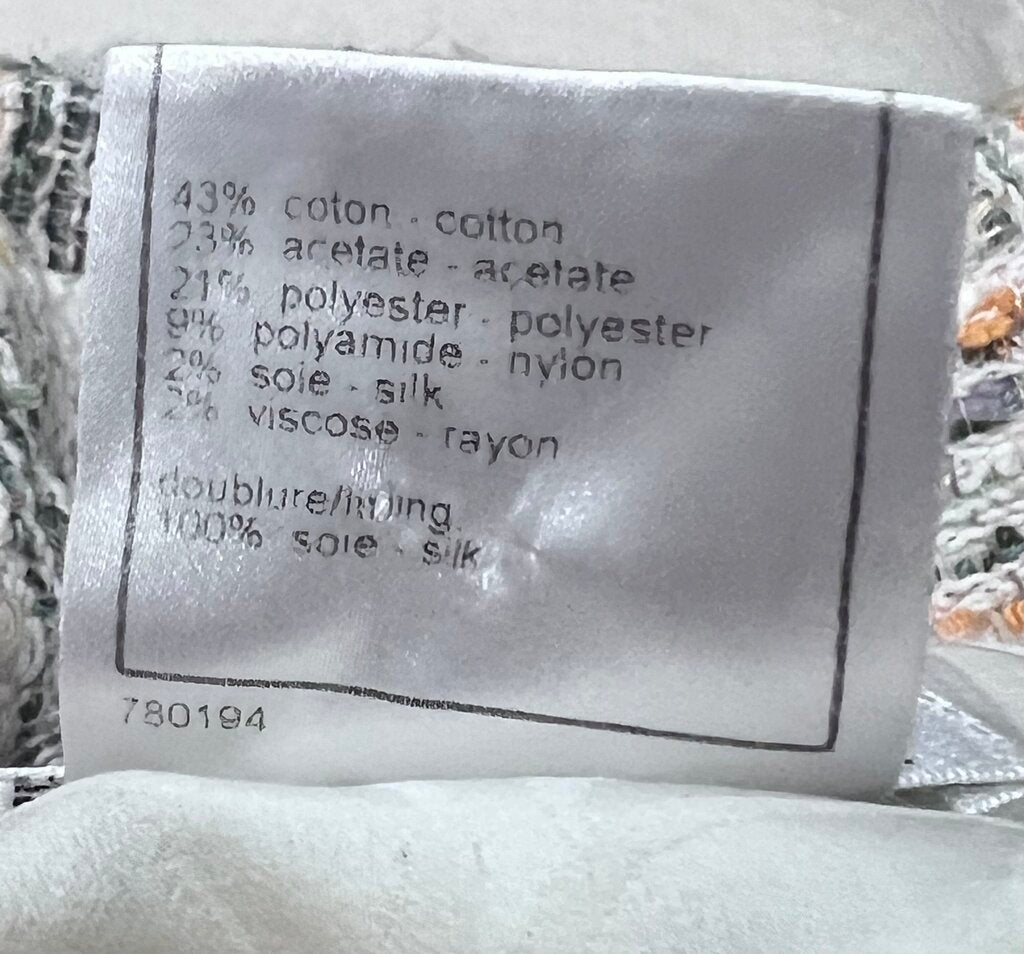 43% coton - cotton
23% acetate - acetate
21% polyester - polyester
9% polyamide - nylon
2% soie - silk
2% viscose - rayon
doublure/lining
100% soie - silk
780194